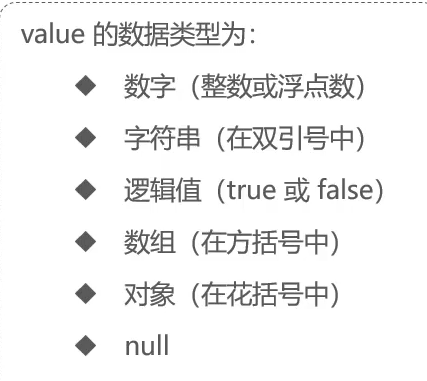 value 的数据类型为：
◆ 数字（整数或浮点数）
◆ 字符串（在双引号中）
◆ 逻辑值（true 或 false）
◆ 数组（在方括号中）
◆ 对象（在花括号中）
◆ null